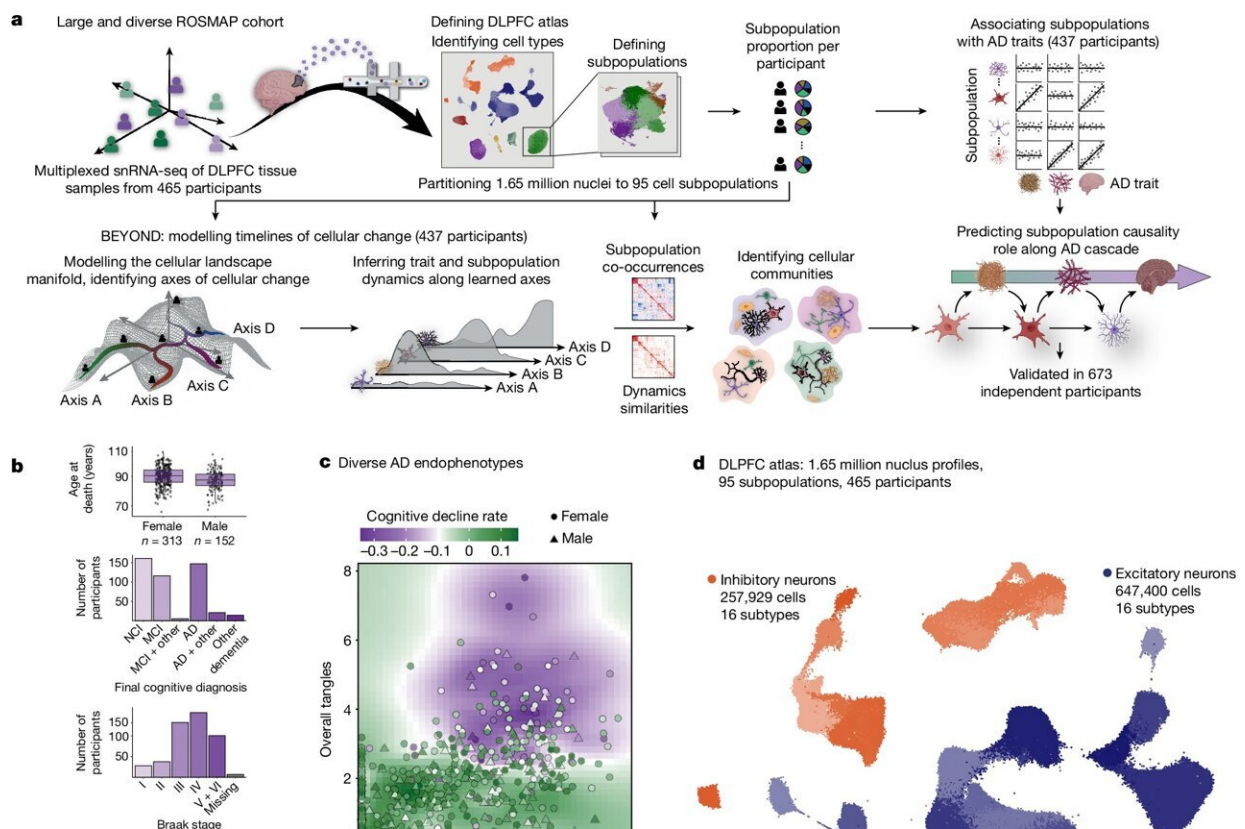 a
Large and diverse ROSMAP cohort
Multiplexed snRNA-seq of DLPFC tissue
samples from 465 participants
Defining DLPFC atlas
Identifying cell types
Defining
subpopulations
Partitioning 1.65 million nuclei to 95 cell subpopulations
Subpopulation
proportion per
participant
Associating subpopulations
with AD traits (437 participants)
Subpopulation
AD trait
BEYOND: modelling timelines of cellular change (437 participants)
Modelling the cellular landscape
manifold, identifying axes of cellular change
Axis A
Axis B
Axis C
Axis D
Inferring trait and subpopulation
dynamics along learned axes
Axis D
Axis C
Axis B
Axis A
Subpopulation
co-occurrences
Dynamics
similarities
Identifying cellular
communities
Predicting subpopulation causality
role along AD cascade
Validated in 673
independent participants
b
Age at
death (years)
110
90
70
Female
n = 313
Male
n = 152
Number of
participants
150
100
50
NCI
MCI
MCI + other
AD
AD + other
Other
dementia
Final cognitive diagnosis
Number of
participants
150
100
50
I
II
III
IV
V + VI
Missing
Braak stage
c Diverse AD endophenotypes
Cognitive decline rate
−0.3 −0.2 −0.1 0 0.1
Female
Male
Overall tangles
8
6
4
2
d DLPFC atlas: 1.65 million nucleus profiles,
95 subpopulations, 465 participants
Inhibitory neurons
257,929 cells
16 subtypes
Excitatory neurons
647,400 cells
16 subtypes